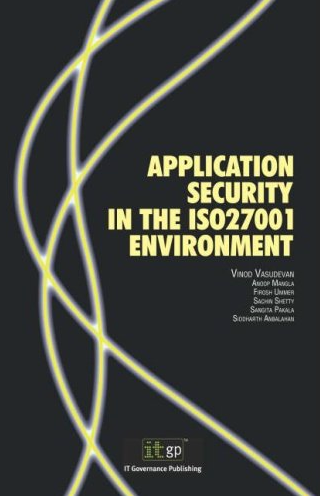 APPLICATION
SECURITY
IN THE ISO27001
ENVIRONMENT
VINOD VASUDEVAN
ANOOP MANGLA
FIROSH UMMER
SACHIN SHETTY
SANGITA PAKALA
SIDDHARTH ANBALAHAN
itgp
IT Governance Publishing